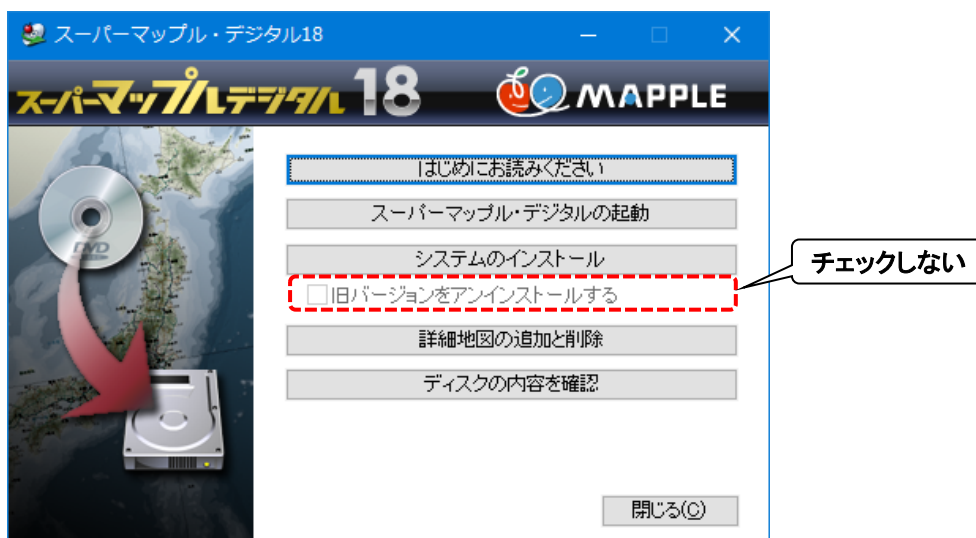 スーパーマップル・デジタル18
スーパーマップルデジタル 18 MAPPLE
はじめにお読みください
スーパーマップル・デジタルの起動
システムのインストール
チェックしない
旧バージョンをアンインストールする
詳細地図の追加と削除
ディスクの内容を確認
DVD
閉じる(C)